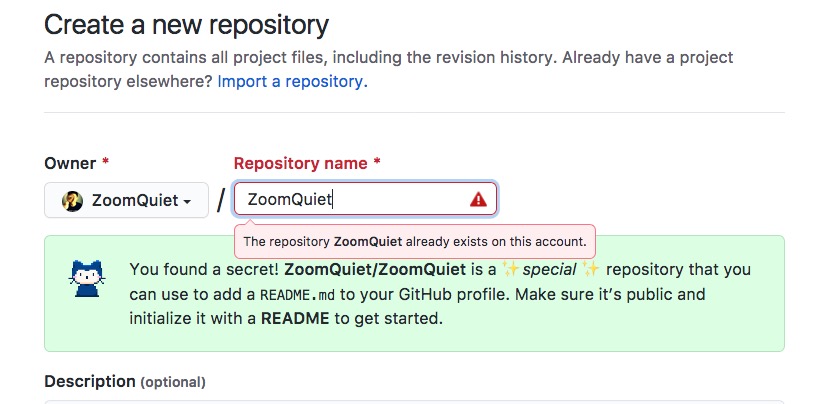 Create a new repository
A repository contains all project files, including the revision history. Already have a project
repository elsewhere? Import a repository.
Owner * Repository name *
ZoomQuiet / ZoomQuiet
The repository ZoomQuiet already exists on this account.
You found a secret! ZoomQuiet/ZoomQuiet is a ✨ special ✨ repository that you
can use to add a README.md to your GitHub profile. Make sure it’s public and
initialize it with a README to get started.
Description (optional)